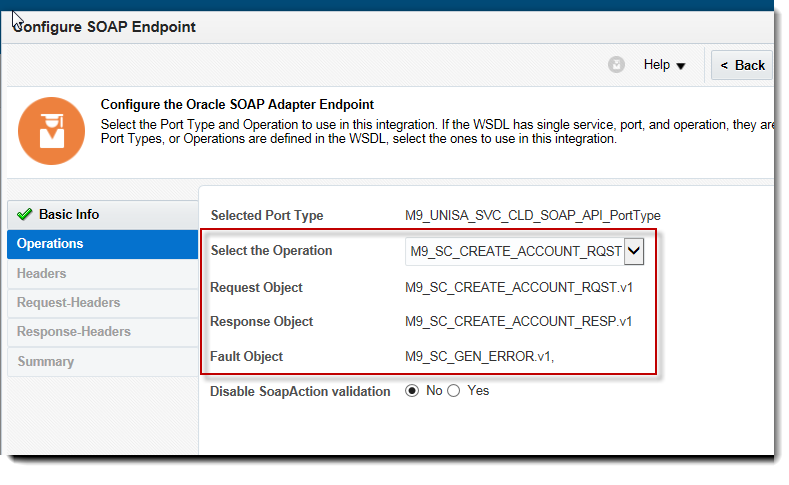 Configure SOAP Endpoint
Help
< Back
Configure the Oracle SOAP Adapter Endpoint
Select the Port Type and Operation to use in this integration. If the WSDL has single service, port, and operation, they are
Port Types, or Operations are defined in the WSDL, select the ones to use in this integration.
Basic Info
Operations
Headers
Request-Headers
Response-Headers
Summary
Selected Port Type M9_UNISA_SVC_CLD_SOAP_API_PortType
Select the Operation M9_SC_CREATE_ACCOUNT_RQST
Request Object M9_SC_CREATE_ACCOUNT_RQST.v1
Response Object M9_SC_CREATE_ACCOUNT_RESP.v1
Fault Object M9_SC_GEN_ERROR.v1,
Disable SoapAction validation No Yes